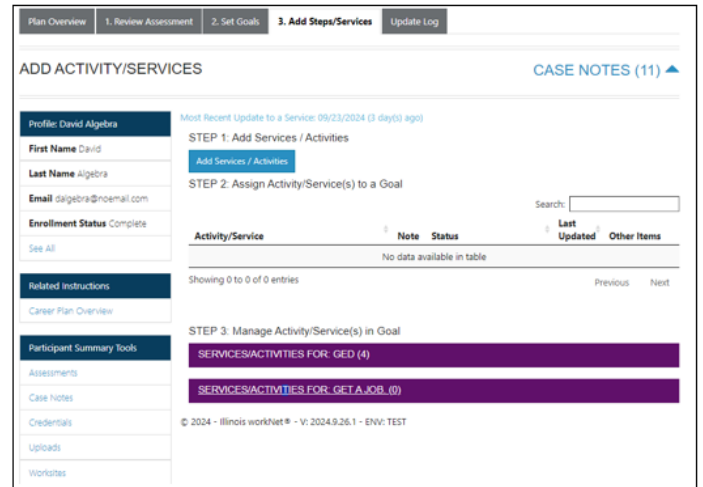 Plan Overview
1. Review Assessment
2. Set Goals
3. Add Steps/Services
Update Log
ADD ACTIVITY/SERVICES
CASE NOTES (11)
Profile: David Algebra
First Name David
Last Name Algebra
Email dalgebra@noemail.com
Enrollment Status Complete
See All
Related Instructions
Career Plan Overview
Participant Summary Tools
Assessments
Case Notes
Credentials
Uploads
Worksites
Most Recent Update to a Service: 09/23/2024 (3 day(s) ago)
STEP 1: Add Services / Activities
Add Services / Activities
STEP 2: Assign Activity/Service(s) to a Goal
Search:
Activity/Service Note Status Last Updated Other Items
No data available in table
Showing 0 to 0 of 0 entries
Previous Next
STEP 3: Manage Activity/Service(s) in Goal
SERVICES/ACTIVITIES FOR: GED (4)
SERVICES/ACTIVITIES FOR: GET A JOB. (0)
© 2024 - Illinois workNet® - V: 2024.9.26.1 - ENV: TEST